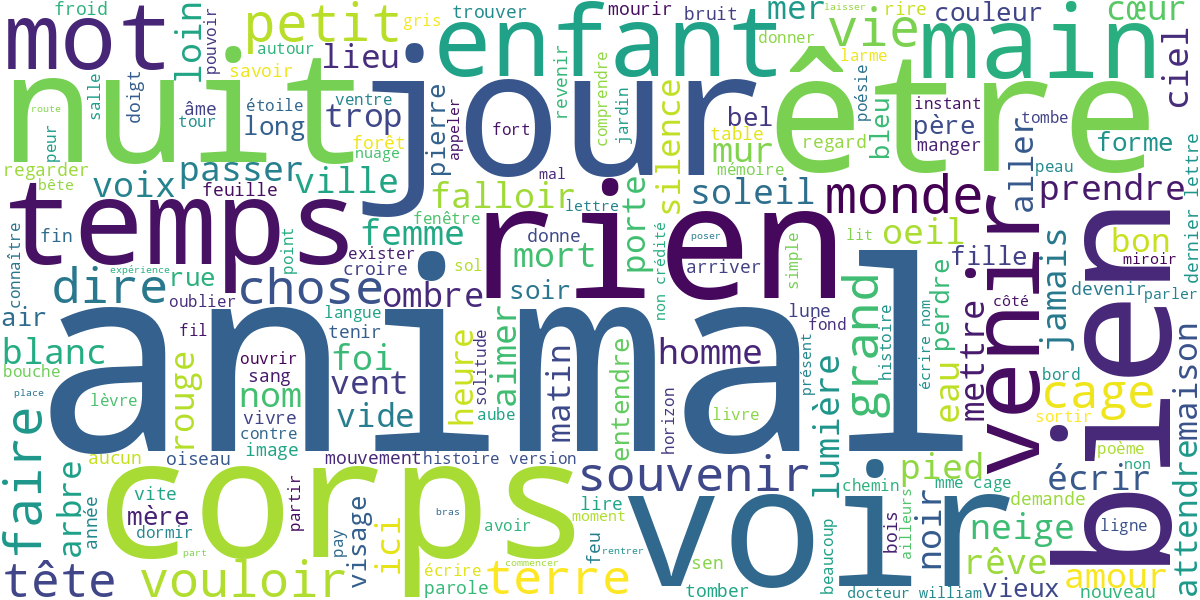 froid
mot
petit
gris
loin
pouvoir
autour
savoir
lieu
enfant
trouver
mourir
bruit
mer
laisser
rire
donner
vie
larme
couleur
main
cœur
ciel
nuit
jour
être
route
salle
peur
doigt
âme
tour
étoile
long
ventre
trop
forêt
nuage
pierre
appeler
fort
revenir
comprendre
jardin
silence
bel
table
mur
mémoire
regard
poésie
bleu
instant
père
manger
tombe
aller
forme
peau
lettre
dernier
regarder
bête
voix
passer
feuille
ville
mal
falloir
fenêtre
lettre
soleil
monde
prendre
temps
rien
fin
connaître
point
femme
exister
croire
sol
donne
mort
porte
non crédité
poser
arriver
simple
lit
oeil
fille
venir
jamais
bon
miroir
bien
expérience
dire
rue
oublier
chose
ombre
soir
lune
fond
grand
histoire
écrire nom
perdre
côté
mettre
devenir
parler
air
fil
langue
tenir
animal
blanc
bouche
place
lèvre
rouge
ouvrir
sang
nom
vivre
contre
image
foi
vent
vide
heure
solitude
aimer
aube
matin
entendre
homme
horizon
livre
présent
lumière
eau
bord
cage
sortir
maison
faire
arbre
année
aucun
oiseau
mouvement
histoire version
corps
souvenir
voir
pied
chemin
mme cage
écrir
poème
non
attendre
vite
mère
dormir
part
partir
visage
pay
ici
bras
avoir
lire
moment
feu
rentrer
commencer
demande
ligne
noir
bois
ailleurs
beaucoup
neige
rêve
amour
tête
vouloir
écrire
parole
terre
sen
tomber
docteur william
vieux
nouveau